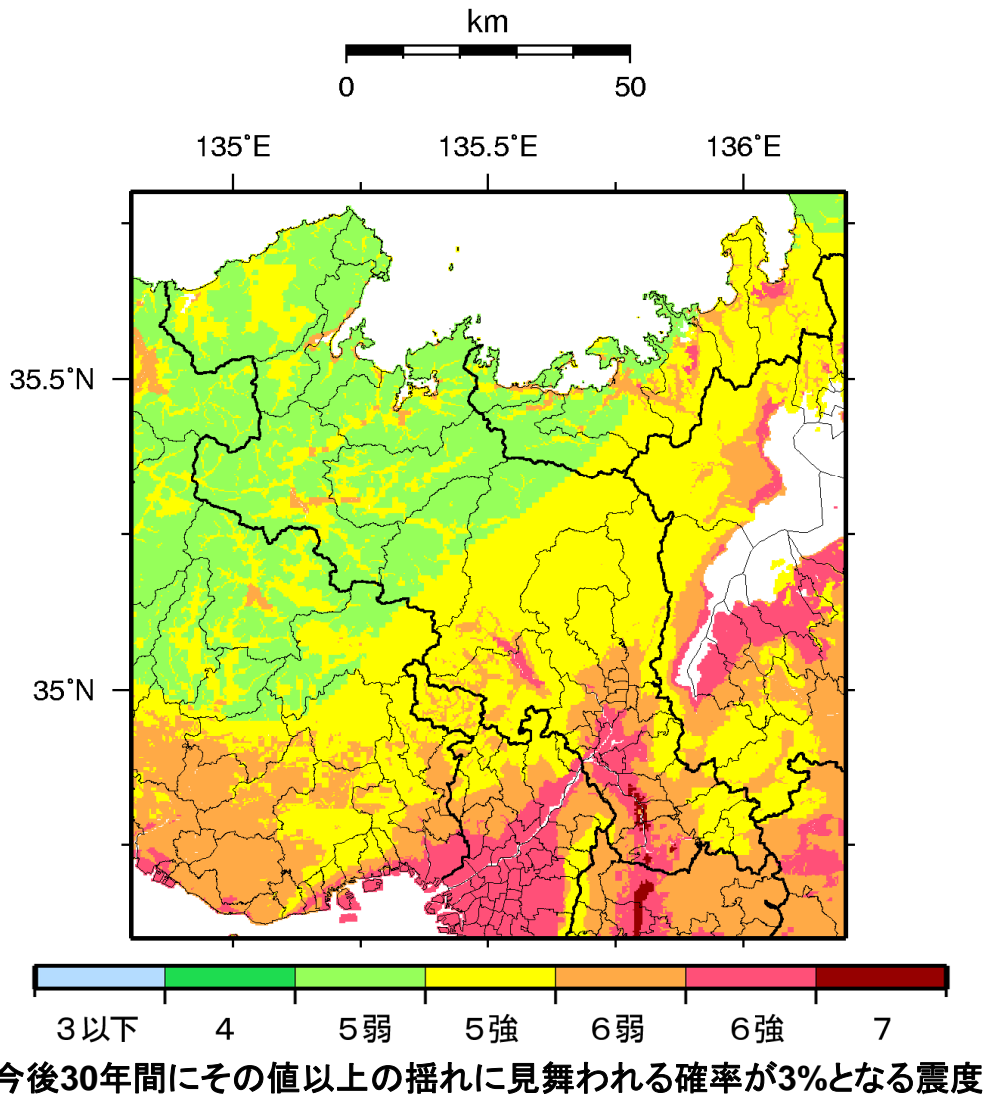 km
0 50
135°E 135.5°E 136°E
35.5°N
35°N
３以下 ４ ５弱 ５強 ６弱 ６強 ７
今後30年間にその値以上の揺れに見舞われる確率が3%となる震度